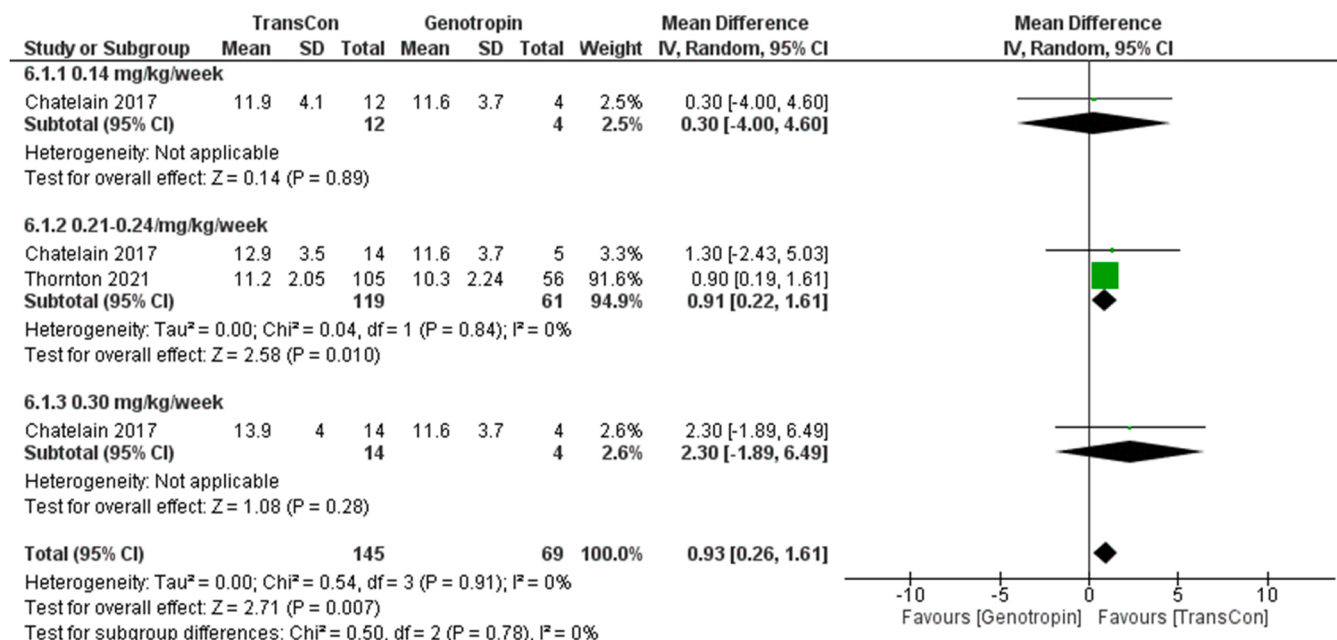 TransCon Genotropin Mean Difference Mean Difference
Study or Subgroup Mean SD Total Mean SD Total Weight IV, Random, 95% CI IV, Random, 95% CI
6.1.1 0.14 mg/kg/week
Chatelain 2017 11.9 4.1 12 11.6 3.7 4 2.5% 0.30 [-4.00, 4.60]
Subtotal (95% CI) 12 4 2.5% 0.30 [-4.00, 4.60]
Heterogeneity: Not applicable
Test for overall effect: Z = 0.14 (P = 0.89)
6.1.2 0.21-0.24/mg/kg/week
Chatelain 2017 12.9 3.5 14 11.6 3.7 5 3.3% 1.30 [-2.43, 5.03]
Thornton 2021 11.2 2.05 105 10.3 2.24 56 91.6% 0.90 [0.19, 1.61]
Subtotal (95% CI) 119 61 94.9% 0.91 [0.22, 1.61]
Heterogeneity: Tau² = 0.00; Chi² = 0.04, df = 1 (P = 0.84); I² = 0%
Test for overall effect: Z = 2.58 (P = 0.010)
6.1.3 0.30 mg/kg/week
Chatelain 2017 13.9 4 14 11.6 3.7 4 2.6% 2.30 [-1.89, 6.49]
Subtotal (95% CI) 14 4 2.6% 2.30 [-1.89, 6.49]
Heterogeneity: Not applicable
Test for overall effect: Z = 1.08 (P = 0.28)
Total (95% CI) 145 69 100.0% 0.93 [0.26, 1.61]
Heterogeneity: Tau² = 0.00; Chi² = 0.54, df = 3 (P = 0.91); I² = 0%
Test for overall effect: Z = 2.71 (P = 0.007)
Test for subgroup differences: Chi² = 0.50, df = 2 (P = 0.78), I² = 0%
-10 -5 0 5 10
Favours [Genotropin] Favours [TransCon]